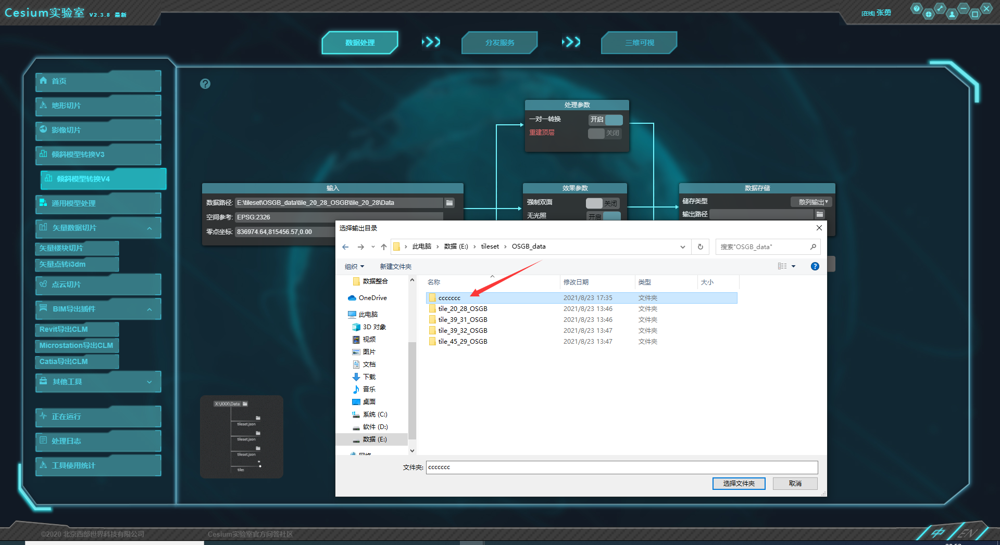 Cesium实验室 V2.3.8 最新
[在线] 张勇
数据处理
分发服务
三维可视
首页
地形切片
影像切片
倾斜模型转换V3
倾斜模型转换V4
通用模型处理
矢量数据切片
矢量楼块切片
矢量点转i3dm
点云切片
BIM导出插件
Revit导出CLM
Microstation导出CLM
Catia导出CLM
其他工具
正在运行
处理日志
工具使用统计
处理参数
一对一转换
开启
重建顶层
关闭
输入
数据路径: E:\tileset\OSGB_data\tile_20_28_OSGB\tile_20_28\Data
空间参考: EPSG:2326
零点坐标: 836974.64,815456.57,0.00
效果参数
强制双面
关闭
无光照
开启
数据存储
储存类型
散列输出▾
输出路径
X:\XXX\Data
tileset.json
tileset.json
tileset.json
tiles
选择输出目录
此电脑 › 数据 (E:) › tileset › OSGB_data
搜索"OSGB_data"
组织
新建文件夹
数据整合
OneDrive
此电脑
3D 对象
视频
图片
文档
下载
音乐
桌面
系统 (C:)
软件 (D:)
数据 (E:)
网络
名称 修改日期 类型 大小
ccccccc 2021/8/23 17:35 文件夹
tile_20_28_OSGB 2021/8/23 13:46 文件夹
tile_39_31_OSGB 2021/8/23 13:46 文件夹
tile_39_32_OSGB 2021/8/23 13:47 文件夹
tile_45_29_OSGB 2021/8/23 13:47 文件夹
文件夹: ccccccc
选择文件夹
取消
©2020 北京西部世界科技有限公司
Cesium实验室官方问答社区
中
EN